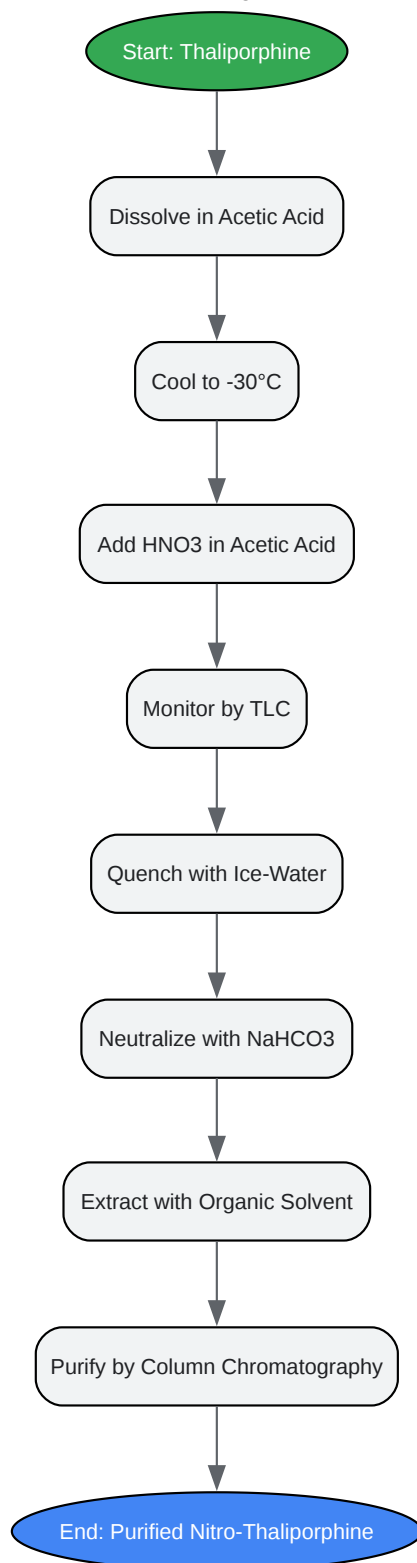 Start: Thaliporphine
Dissolve in Acetic Acid
Cool to -30°C
Add HNO3 in Acetic Acid
Monitor by TLC
Quench with Ice-Water
Neutralize with NaHCO3
Extract with Organic Solvent
Purify by Column Chromatography
End: Purified Nitro-Thaliporphine